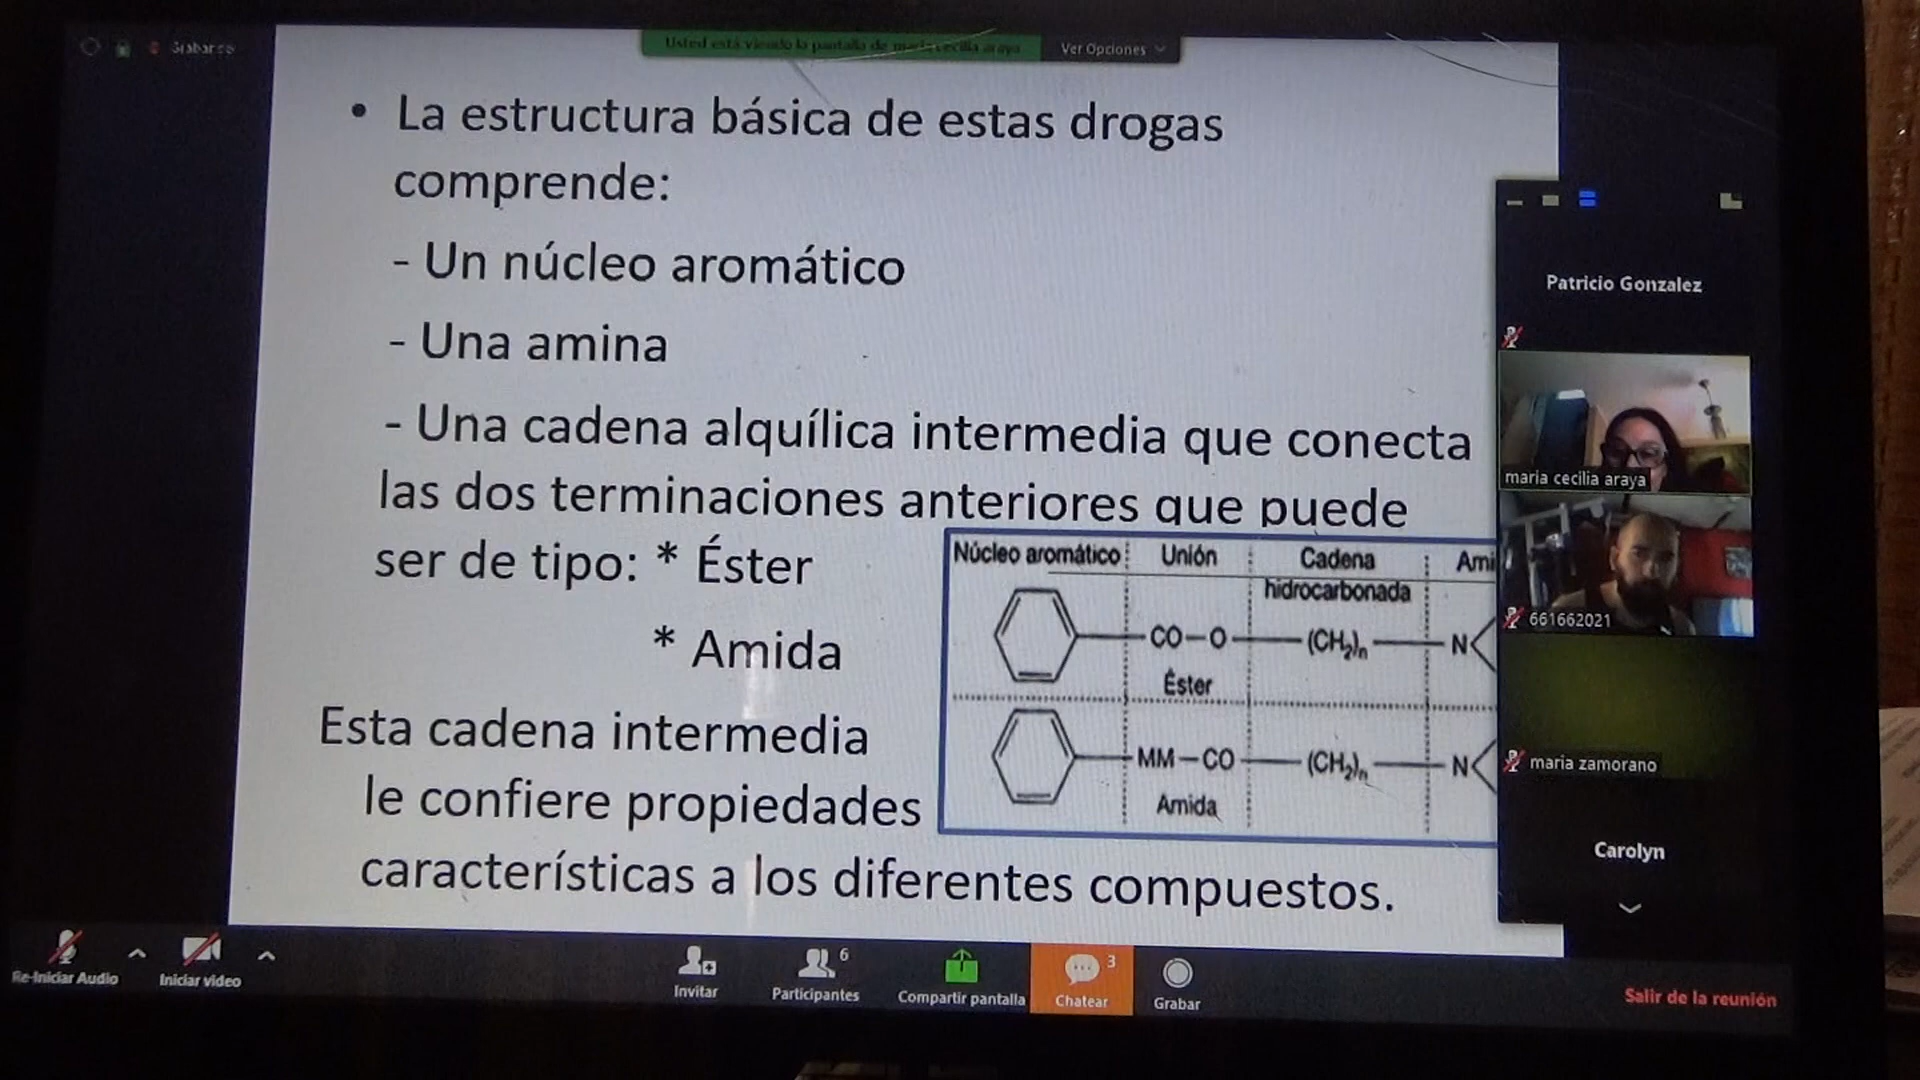 Grabando
Usted está viendo la pantalla de maria cecilia araya
Ver Opciones
• La estructura básica de estas drogas
comprende:
- Un núcleo aromático
- Una amina
- Una cadena alquílica intermedia que conecta
las dos terminaciones anteriores que puede
ser de tipo: * Éster
* Amida
Esta cadena intermedia
le confiere propiedades
características a los diferentes compuestos.
Núcleo aromático Unión Cadena Ami
hidrocarbonada
CO-O (CH2)n N
Éster
MM-CO (CH2)n N
Amida
Patricio Gonzalez
maria cecilia araya
661662021
maria zamorano
Carolyn
Re-Iniciar Audio
Iniciar video
Invitar
Participantes 6
Compartir pantalla
Chatear 3
Grabar
Salir de la reunión